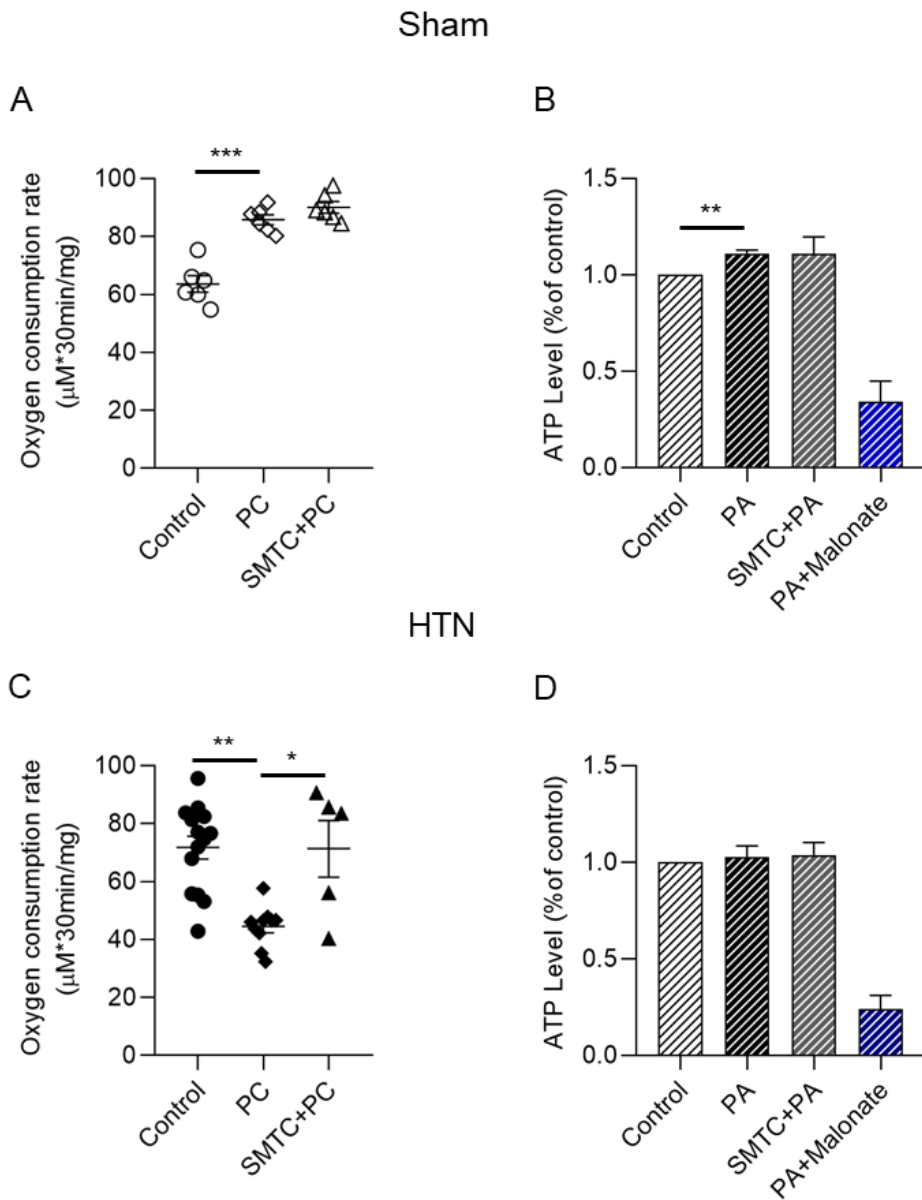 Sham
A
Oxygen consumption rate
(μM*30min/mg)
100
80
60
40
20
0
***
Control
PC
SMTC+PC
B
ATP Level (% of control)
1.5
1.0
0.5
0.0
**
Control
PA
SMTC+PA
PA+Malonate
HTN
C
Oxygen consumption rate
(μM*30min/mg)
100
80
60
40
20
0
**
*
Control
PC
SMTC+PC
D
ATP Level (% of control)
1.5
1.0
0.5
0.0
Control
PA
SMTC+PA
PA+Malonate